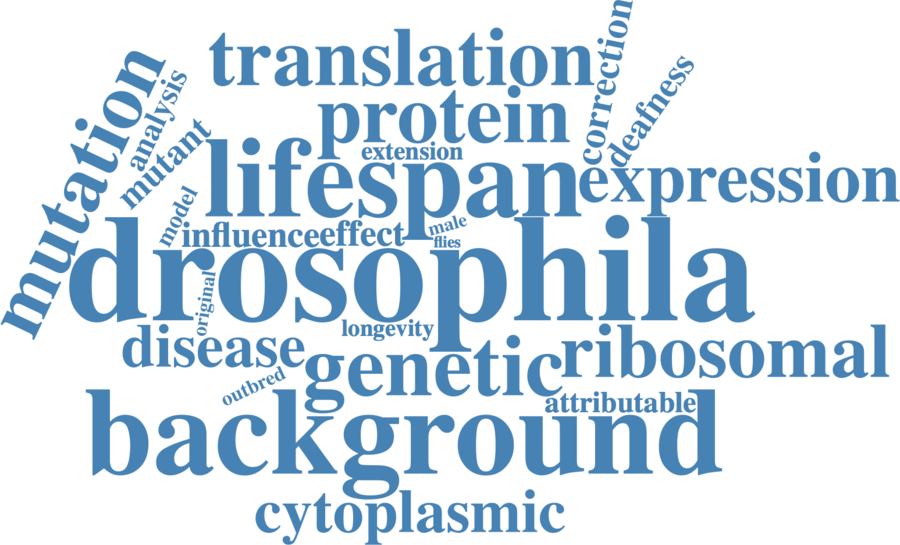 translation
correction
mutation
analysis
deafness
protein
mutant
extension
lifespan
expression
model
influence
effect
male
flies
drosophila
original
longevity
disease
genetic
ribosomal
outbred
attributable
background
cytoplasmic